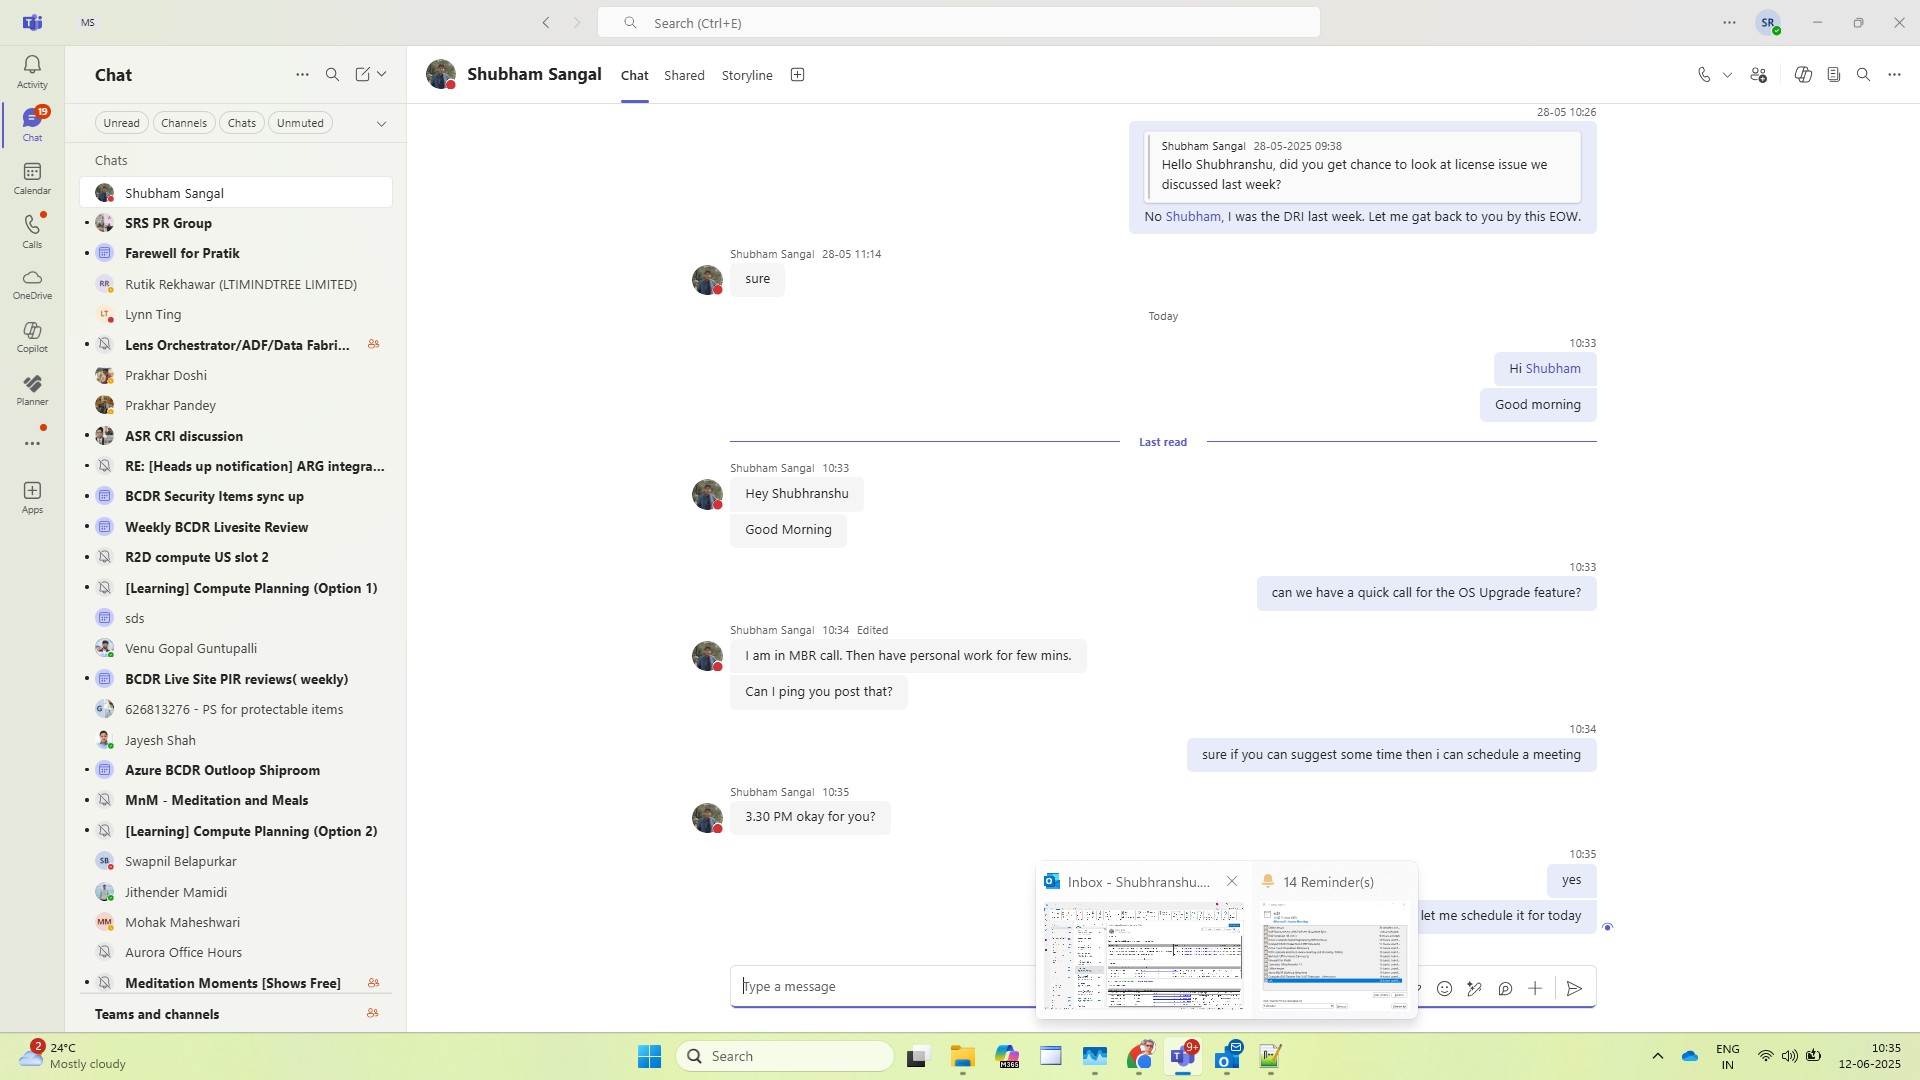 MS
Search (Ctrl+E)
SR
Activity
19
Chat
Calendar
Calls
OneDrive
Copilot
Planner
Apps
Chat
Unread
Channels
Chats
Unmuted
Chats
Shubham Sangal
SRS PR Group
Farewell for Pratik
RR
Rutik Rekhawar (LTIMINDTREE LIMITED)
LT
Lynn Ting
Lens Orchestrator/ADF/Data Fabri...
Prakhar Doshi
Prakhar Pandey
ASR CRI discussion
RE: [Heads up notification] ARG integra...
BCDR Security Items sync up
Weekly BCDR Livesite Review
R2D compute US slot 2
[Learning] Compute Planning (Option 1)
sds
Venu Gopal Guntupalli
BCDR Live Site PIR reviews( weekly)
626813276 - PS for protectable items
Jayesh Shah
Azure BCDR Outloop Shiproom
MnM - Meditation and Meals
[Learning] Compute Planning (Option 2)
SB
Swapnil Belapurkar
Jithender Mamidi
MM
Mohak Maheshwari
Aurora Office Hours
Meditation Moments [Shows Free]
Teams and channels
Shubham Sangal
Chat
Shared
Storyline
28-05 10:26
Shubham Sangal 28-05-2025 09:38
Hello Shubhranshu, did you get chance to look at license issue we
discussed last week?
No Shubham, I was the DRI last week. Let me gat back to you by this EOW.
Shubham Sangal 28-05 11:14
sure
Today
10:33
Hi Shubham
Good morning
Last read
Shubham Sangal 10:33
Hey Shubhranshu
Good Morning
10:33
can we have a quick call for the OS Upgrade feature?
Shubham Sangal 10:34 Edited
I am in MBR call. Then have personal work for few mins.
Can I ping you post that?
10:34
sure if you can suggest some time then i can schedule a meeting
Shubham Sangal 10:35
3.30 PM okay for you?
10:35
yes
let me schedule it for today
Inbox - Shubhranshu....
14 Reminder(s)
Type a message
2
24°C
Mostly cloudy
Search
M365
9+
ENG
IN
10:35
12-06-2025